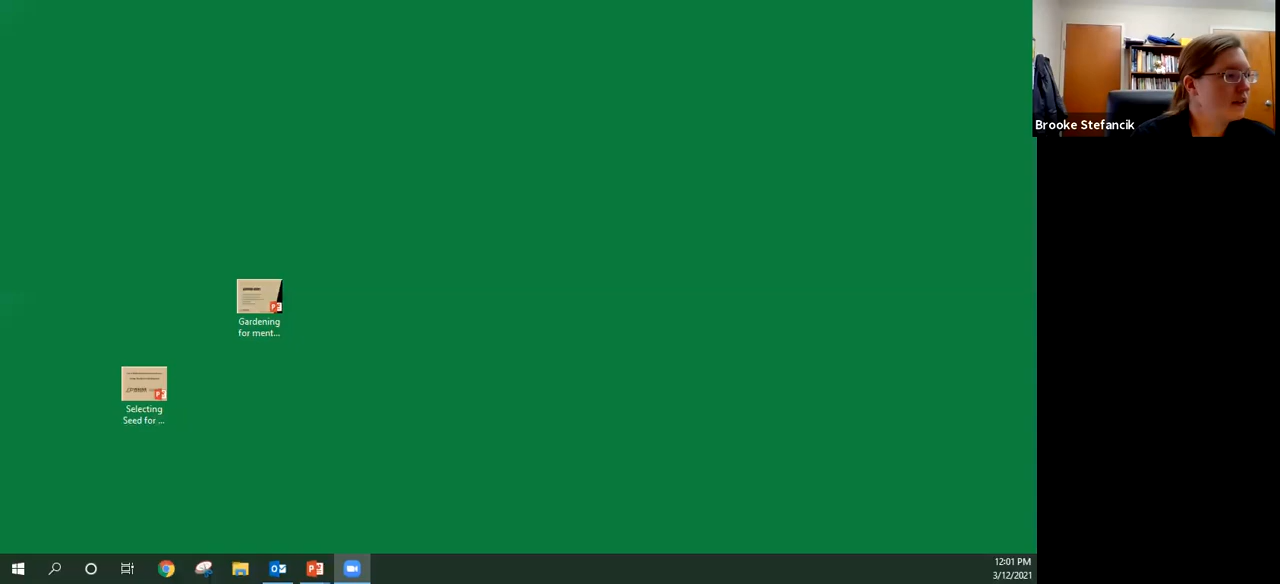 Brooke Stefancik
Gardening
for ment...
Selecting
Seed for ...
12:01 PM
3/12/2021